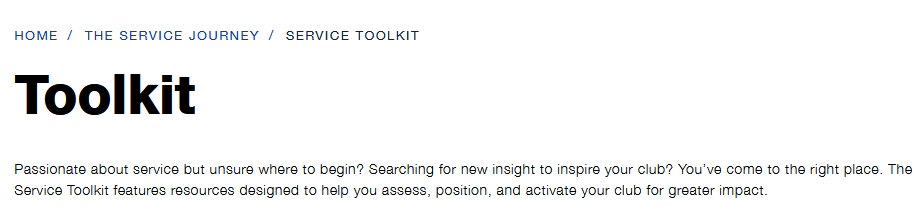 HOME / THE SERVICE JOURNEY / SERVICE TOOLKIT
Toolkit
Passionate about service but unsure where to begin? Searching for new insight to inspire your club? You've come to the right place. The
Service Toolkit features resources designed to help you assess, position, and activate your club for greater impact.